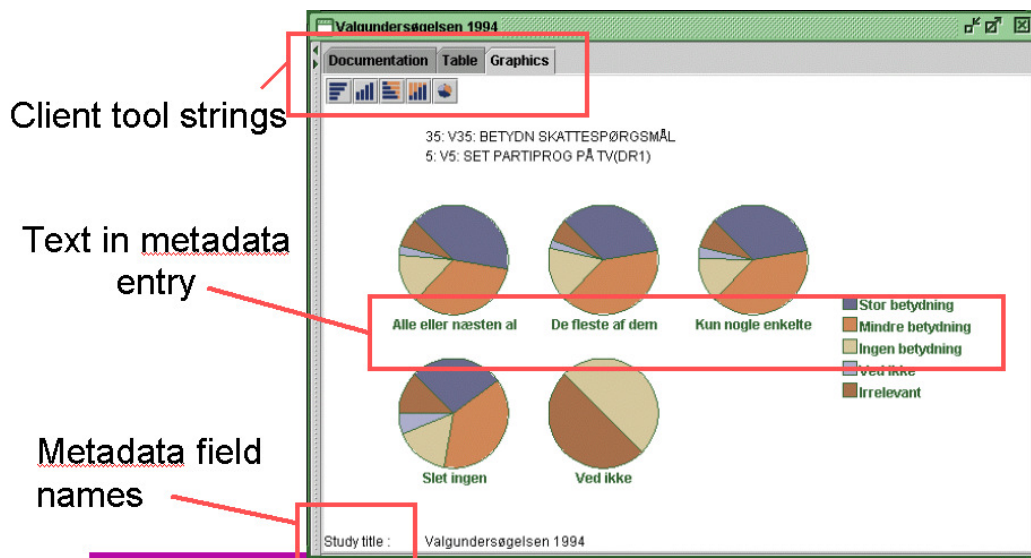 Valgundersøgelsen 1994
Documentation Table Graphics
Client tool strings
35: V35: BETYDN SKATTESPØRGSMÅL
5: V5: SET PARTIPROG PÅ TV(DR1)
Text in metadata
entry
Alle eller næsten al De fleste af dem Kun nogle enkelte
Stor betydning
Mindre betydning
Ingen betydning
Ved ikke
Irrelevant
Slet ingen Ved ikke
Metadada field
names
Study title : Valgundersøgelsen 1994